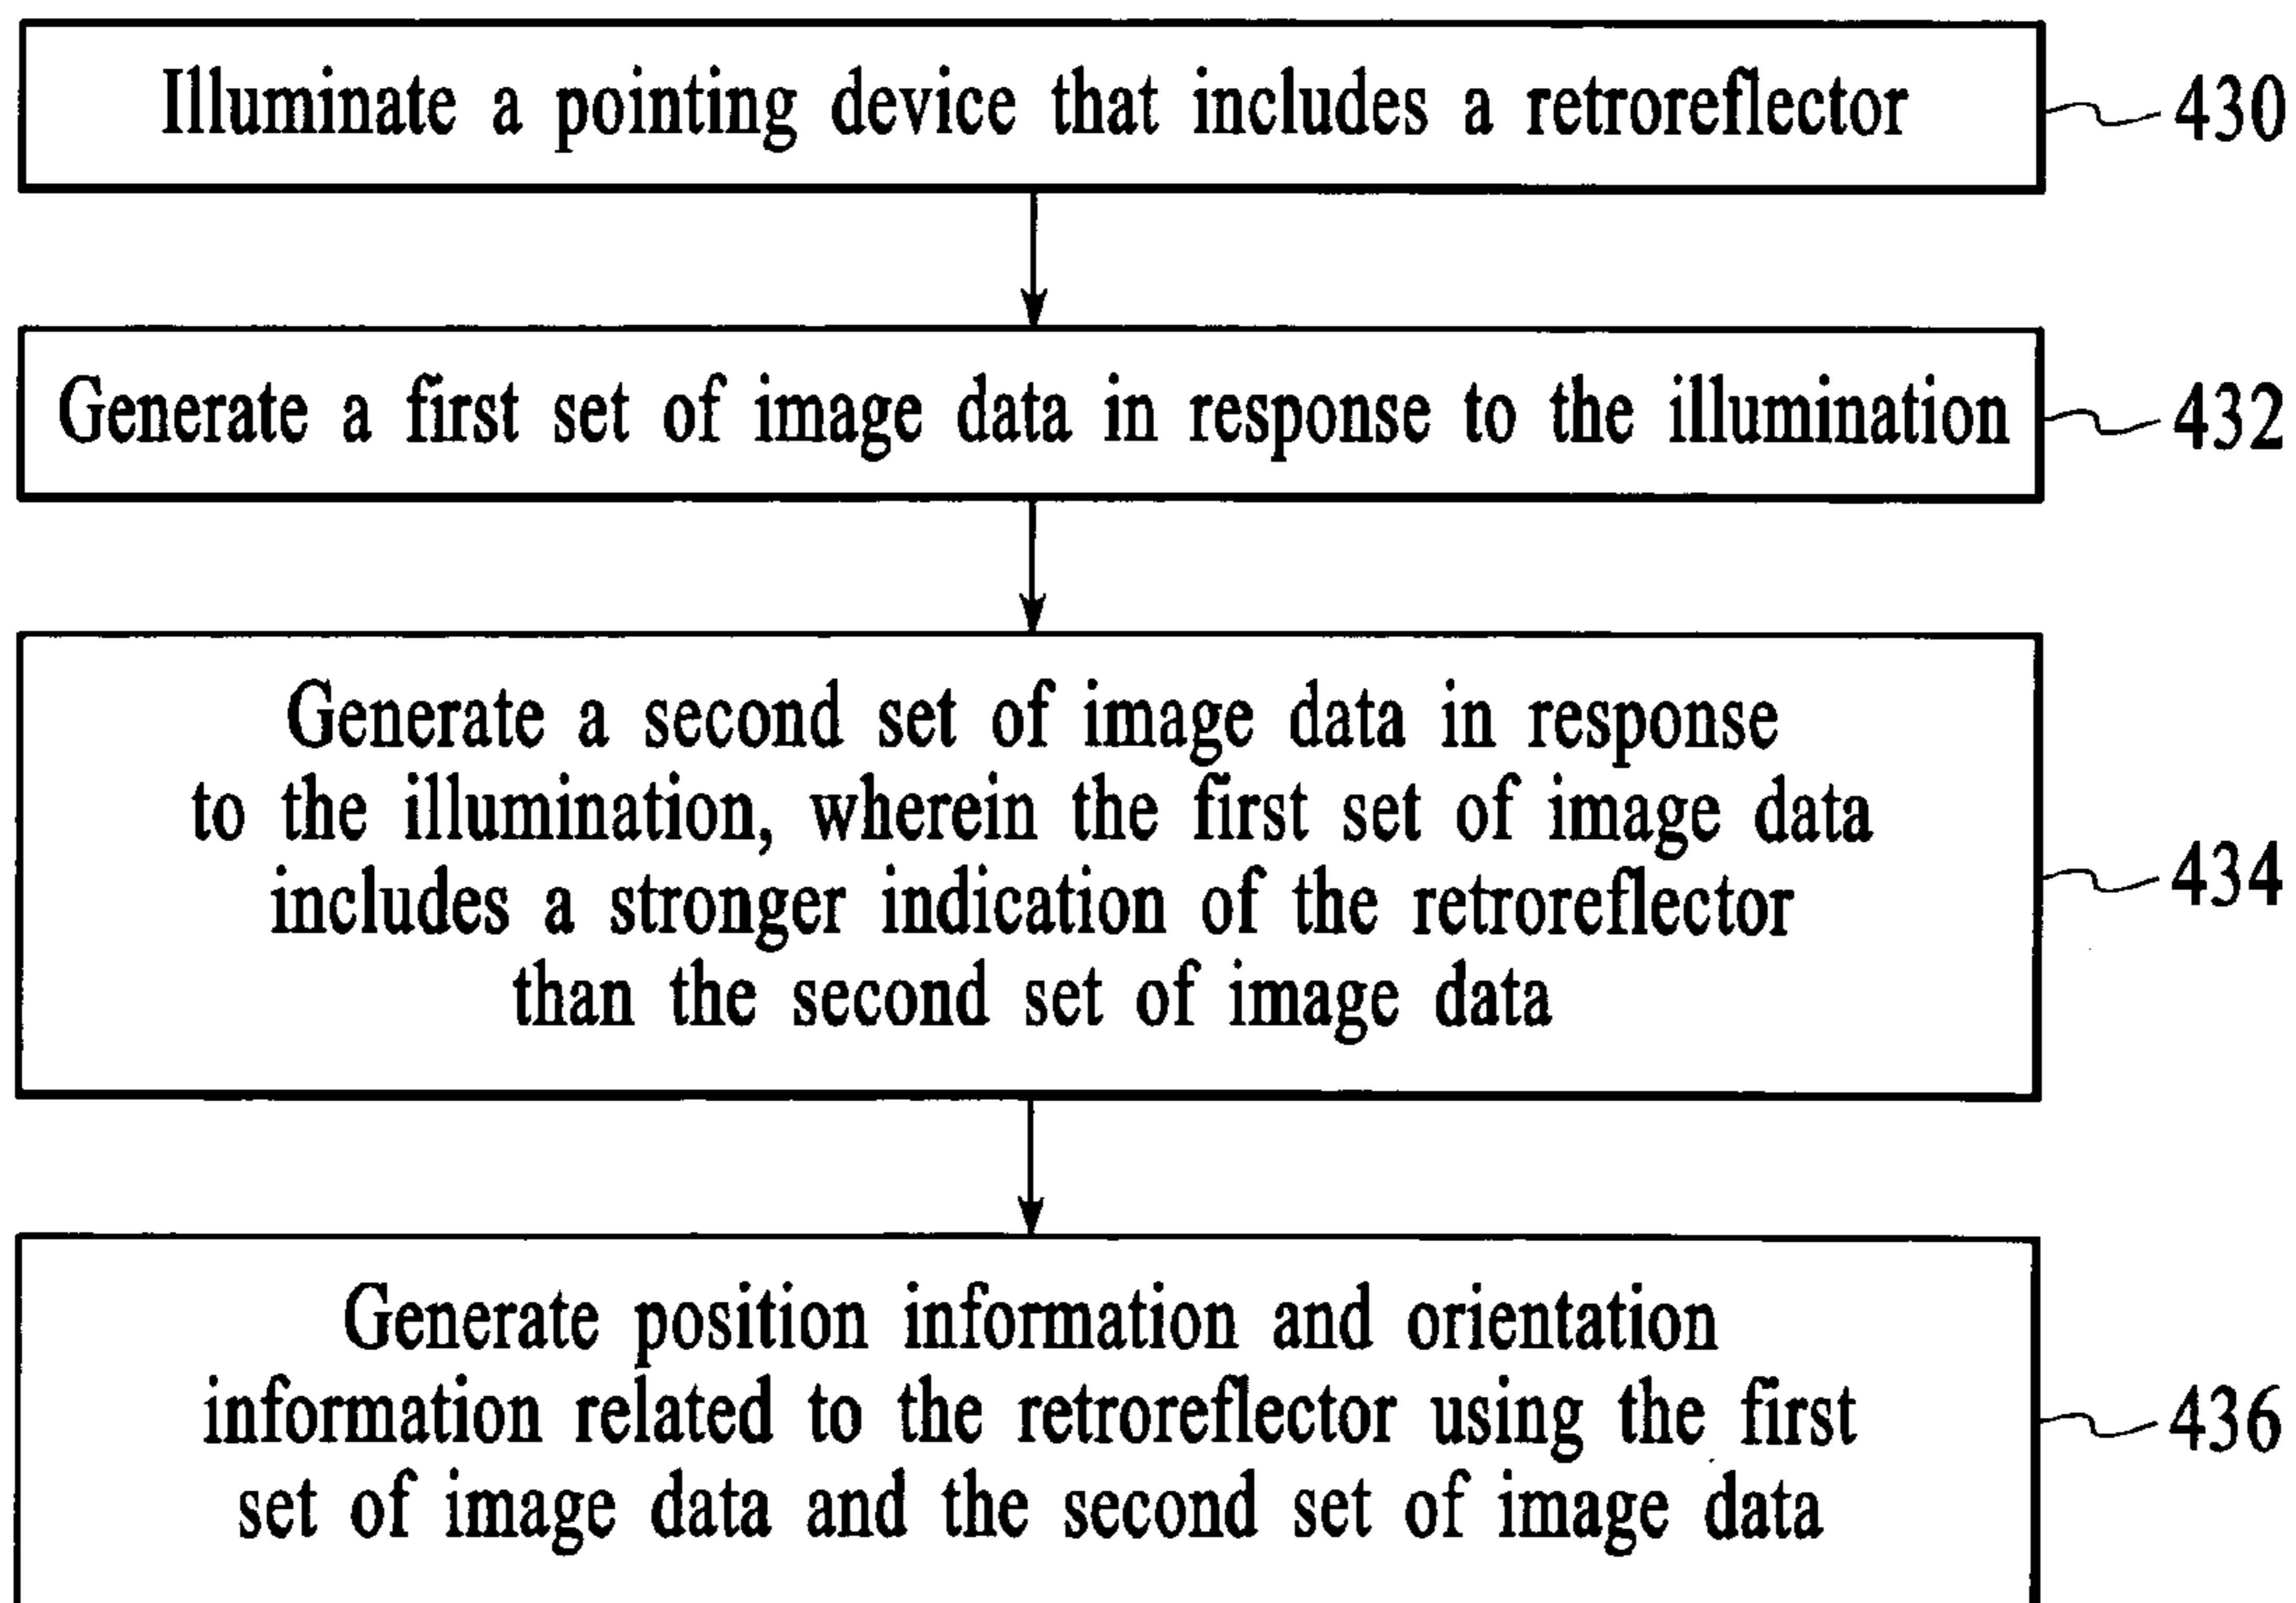 Illuminate a pointing device that includes a retroreflector
430
Generate a first set of image data in response to the illumination
432
Generate a second set of image data in response
to the illumination, wherein the first set of image data
includes a stronger indication of the retroreflector
than the second set of image data
434
Generate position information and orientation
information related to the retroreflector using the first
set of image data and the second set of image data
436